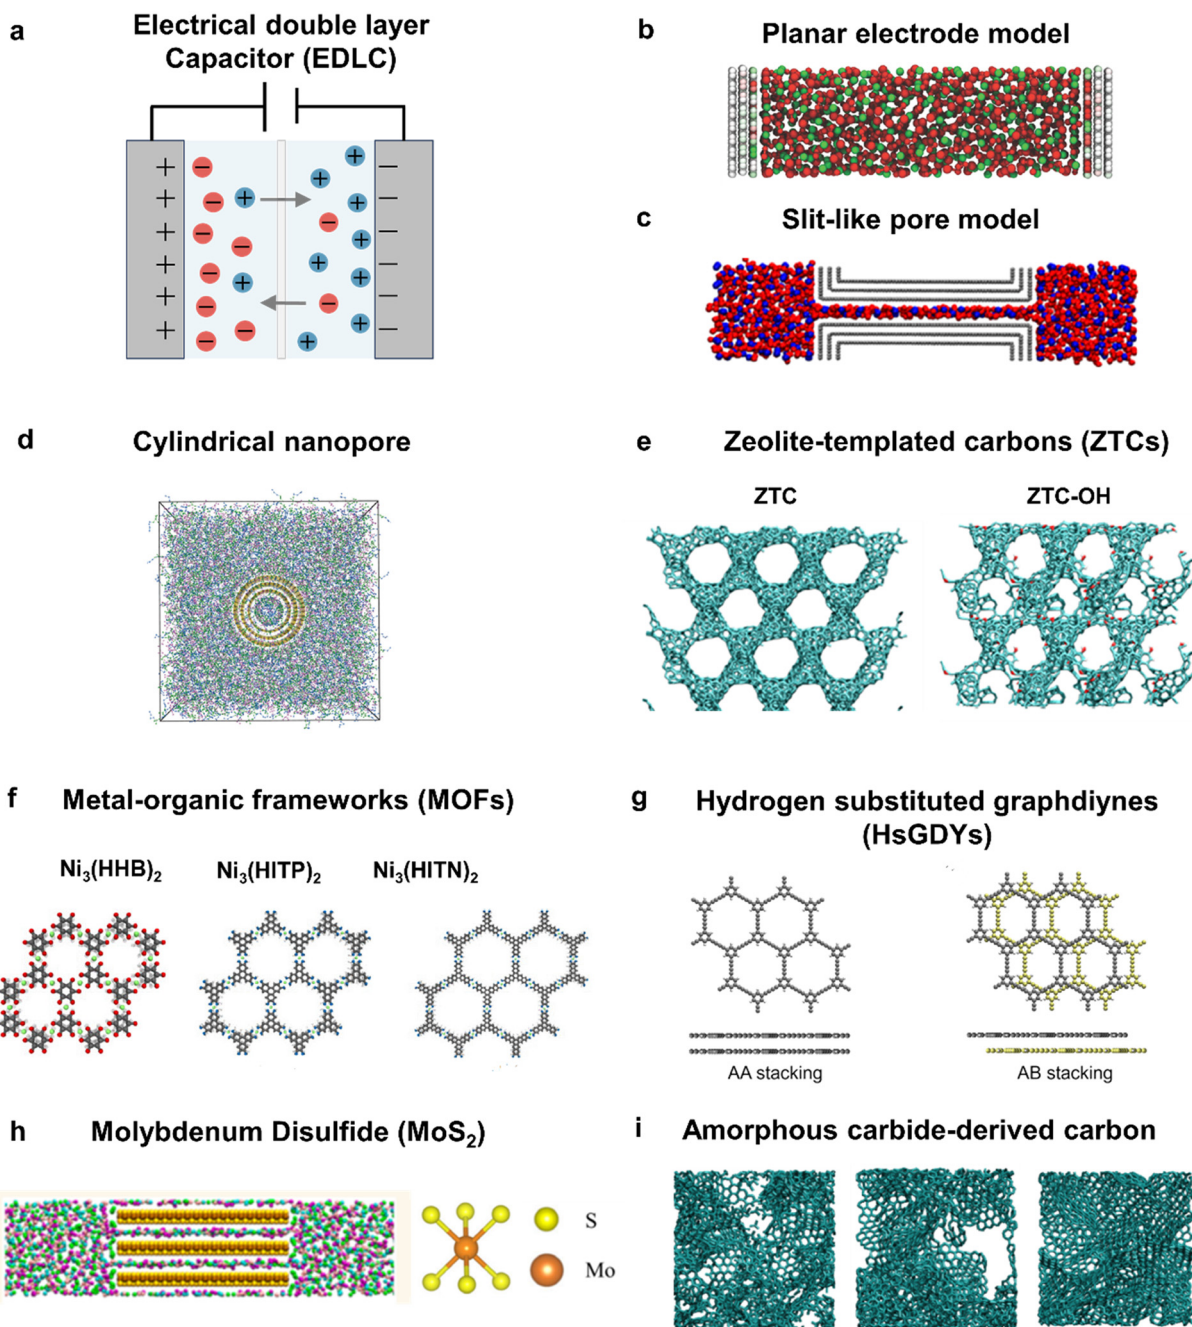 a
Electrical double layer
Capacitor (EDLC)
+ − + −
+ − + + −
+ − − + −
+ − + + + −
+ − − + −
+ − − + −
b
Planar electrode model
c
Slit-like pore model
d
Cylindrical nanopore
e
Zeolite-templated carbons (ZTCs)
ZTC
ZTC-OH
f
Metal-organic frameworks (MOFs)
Ni₃(HHB)₂
Ni₃(HITP)₂
Ni₃(HITN)₂
g
Hydrogen substituted graphdiynes
(HsGDYs)
AA stacking
AB stacking
h
Molybdenum Disulfide (MoS₂)
S
Mo
i
Amorphous carbide-derived carbon